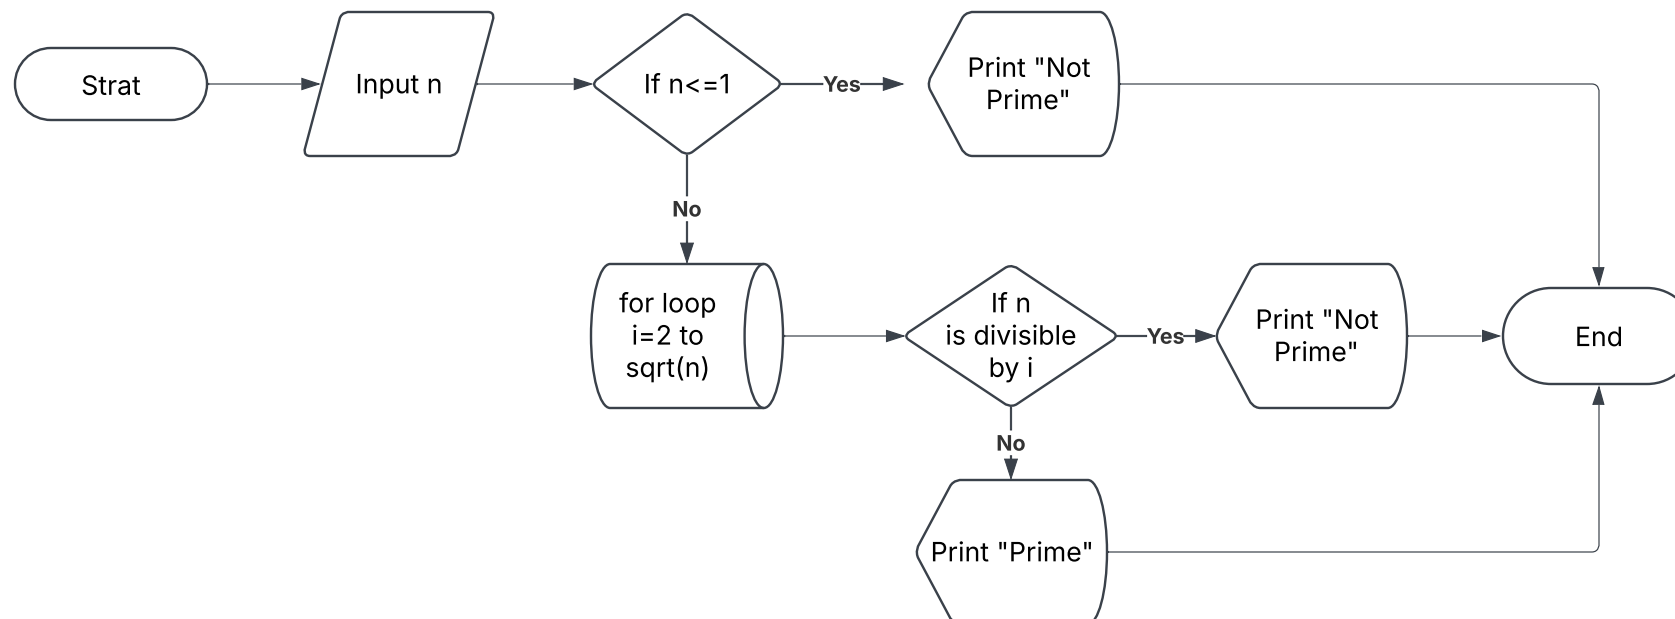 Strat
Input n
If n<=1
Yes
Print "Not
Prime"
No
for loop
i=2 to
sqrt(n)
If n
is divisible
by i
Yes
Print "Not
Prime"
End
No
Print "Prime"